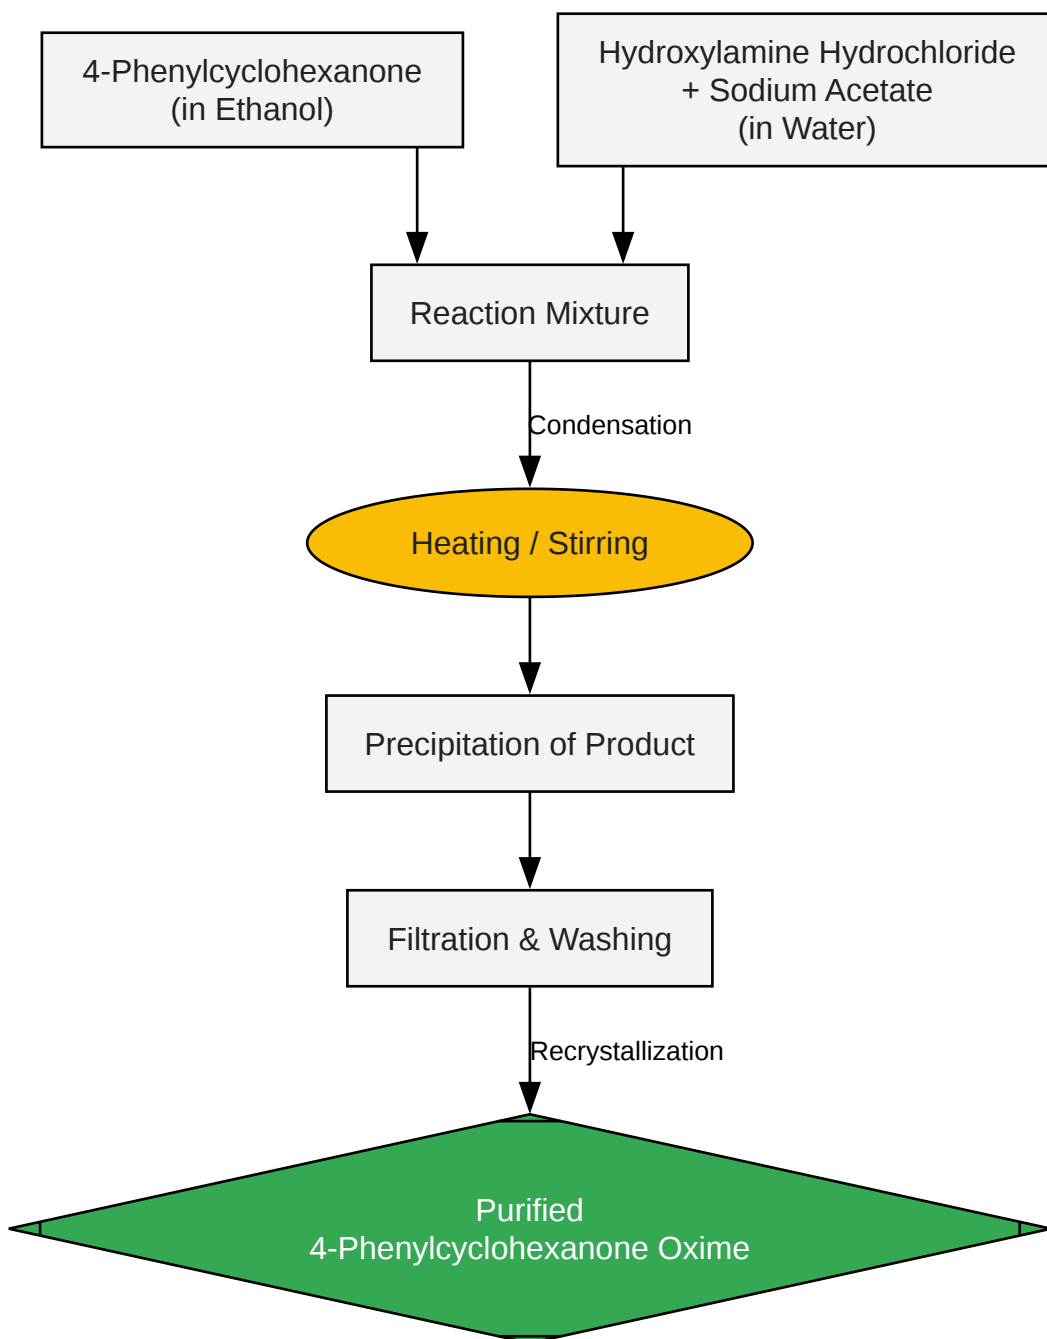 4-Phenylcyclohexanone
(in Ethanol)
Hydroxylamine Hydrochloride
+ Sodium Acetate
(in Water)
Reaction Mixture
Condensation
Heating / Stirring
Precipitation of Product
Filtration & Washing
Recrystallization
Purified
4-Phenylcyclohexanone Oxime